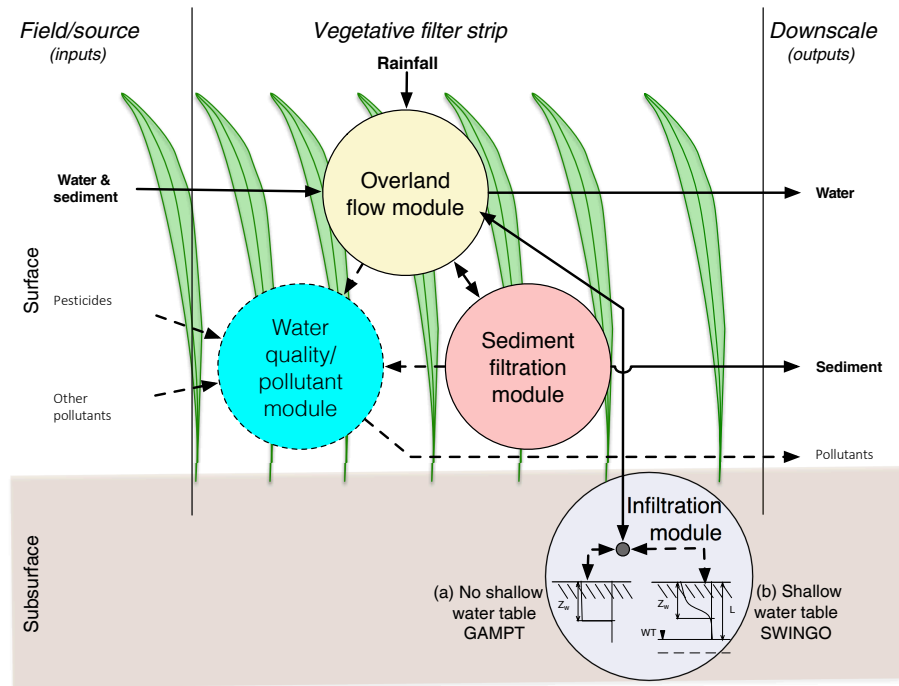 Field/source
(inputs)
Vegetative filter strip
Downscale
(outputs)
Rainfall
Water &
sediment
Overland
flow module
Water
Surface
Pesticides
Water
quality/
pollutant
module
Sediment
filtration
module
Sediment
Other
pollutants
Pollutants
Subsurface
Infiltration
module
(a) No shallow
water table
GAMPT
Zw
Zw
L
WT
(b) Shallow
water table
SWINGO